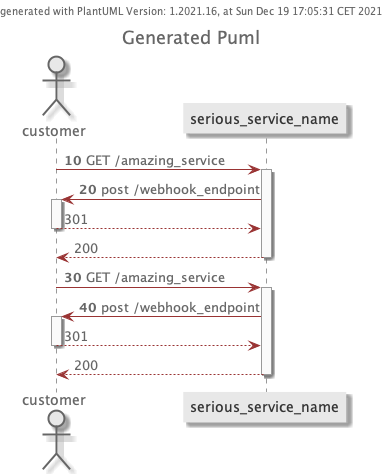 generated with PlantUML Version: 1.2021.16, at Sun Dec 19 17:05:31 CET 2021
Generated Puml
customer
serious_service_name
10 GET /amazing_service
20 post /webhook_endpoint
301
200
30 GET /amazing_service
40 post /webhook_endpoint
301
200
customer
serious_service_name